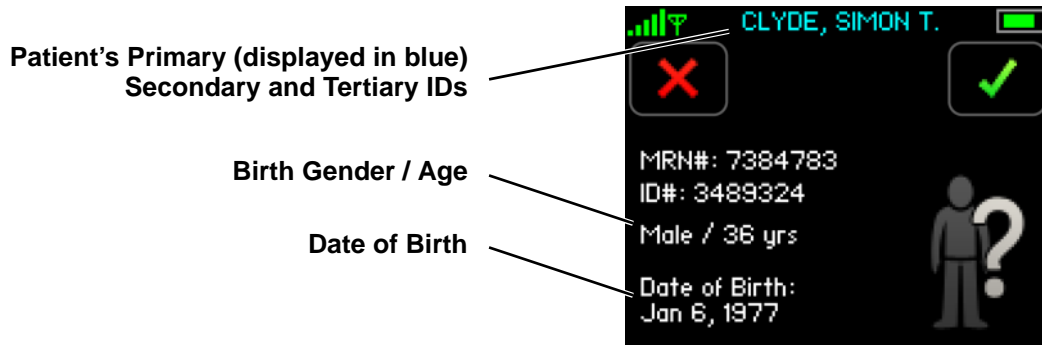 Patient's Primary (displayed in blue)
Secondary and Tertiary IDs
Birth Gender / Age
Date of Birth
CLYDE, SIMON T.
MRN#: 7384783
ID#: 3489324
Male / 36 yrs
Date of Birth:
Jan 6, 1977